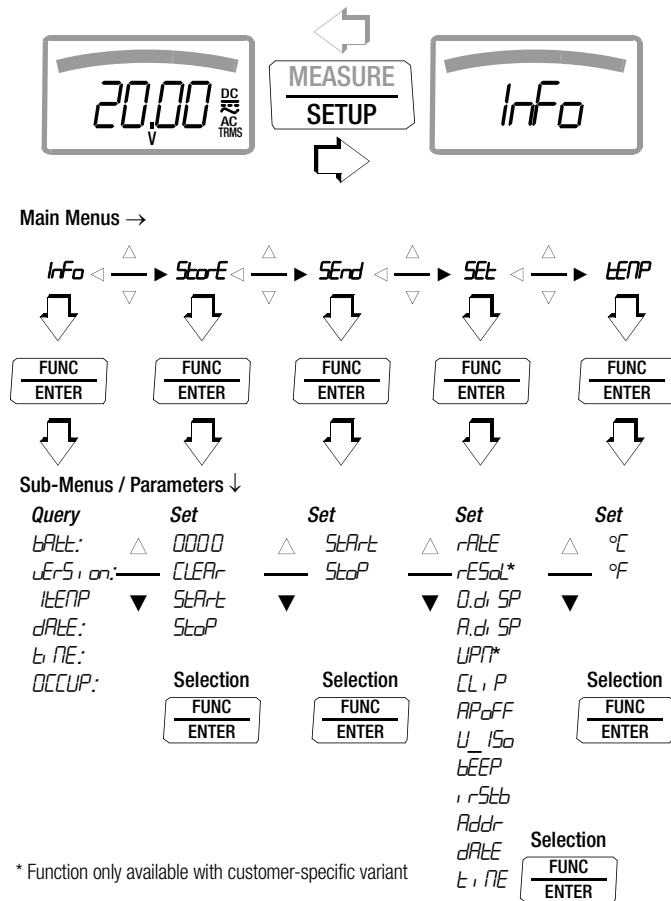 MEASURE
SETUP
20.00
V
DC
AC
TRMS
InFo
Main Menus →
InFo StorE SEnd SEt tEMP
FUNC FUNC FUNC FUNC FUNC
ENTER ENTER ENTER ENTER ENTER
Sub-Menus / Parameters ↓
Query Set Set Set Set
bAtt: 0000 StArt rAtE °C
vErSion: CLEAr StoP rESoL* °F
ItEMP StArt 0.diSP
dAtE: StoP A.diSP
tiME: UPM*
OCCUP: CLiP
Selection Selection Selection
FUNC FUNC FUNC
ENTER ENTER ENTER
APoFF
U_ISo
bEEP
irStb
Addr
dAtE
tiME
Selection
FUNC
ENTER
* Function only available with customer-specific variant